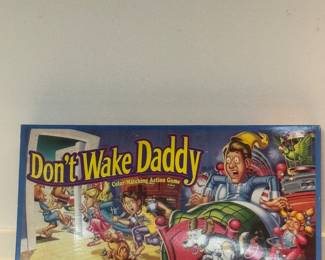 Don't Wake Daddy
Color Matching Action Game